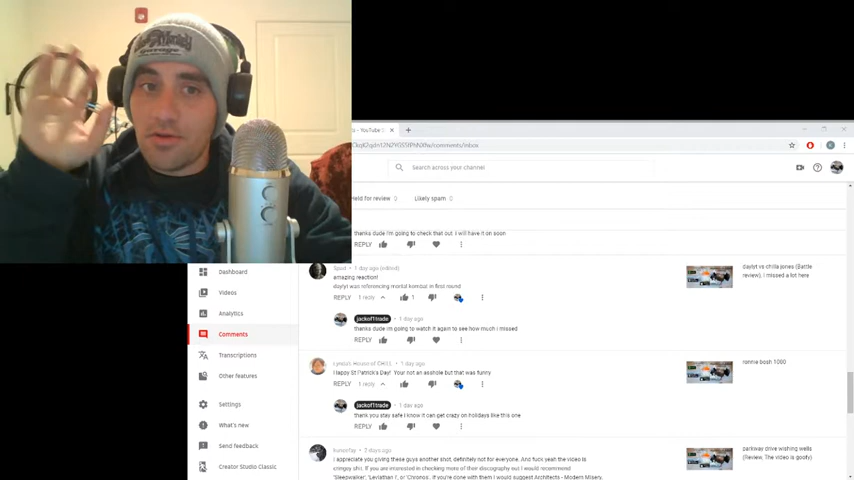 garage
- YouTube
/comments/inbox
Search across your channel
Held for review
Likely spam
thanks dude i'm going to check that out. i will have it on soon
REPLY
Dashboard
Videos
Analytics
Comments
Transcriptions
Other features
Settings
What's new
Send feedback
Creator Studio Classic
1 day ago (edited)
amazing reaction!
daylyt was referencing mortal kombat in first round
REPLY 1 reply 1
jackof1trade 1 day ago
thanks dude im going to watch it again to see how much i missed
REPLY
daylyt vs chilla jones (Battle
review). I missed a lot here
House of CHILL 1 day ago
Happy St Patrick's Day! Your not an asshole but that was funny
REPLY 1 reply
jackof1trade 1 day ago
thank you stay safe I know it can get crazy on holidays like this one
REPLY
ronnie bosh 1000
days ago
I appreciate you giving these guys another shot, definitely not for everyone. And fuck yeah the video is
cringey shit. If you are interested in checking more of their discography out I would recommend
'Sleepwalker', 'Leviathan I', or 'Chronos'. If you're done with them I would suggest Architects - Modern Misery.
parkway drive wishing wells
(Review, The video is goofy)